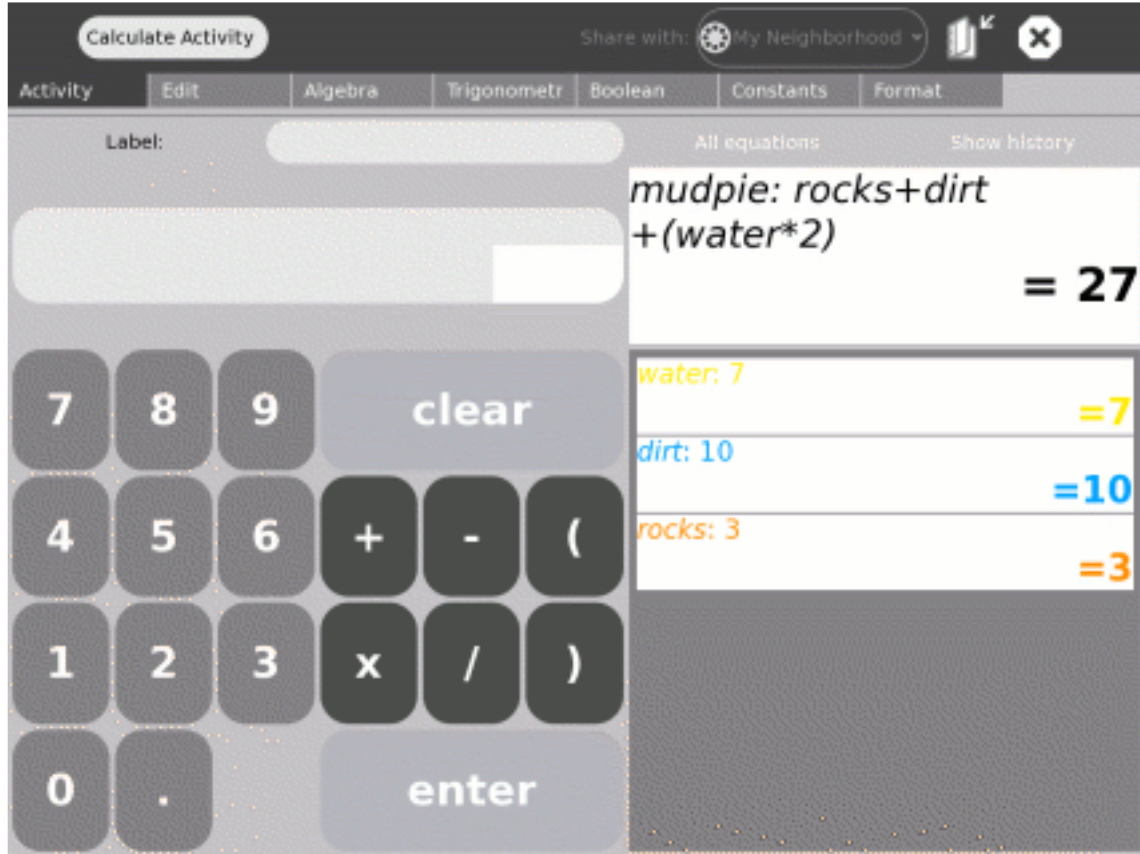 Calculate Activity
Share with: My Neighborhood
Activity Edit Algebra Trigonometr Boolean Constants Format
Label:
All equations Show history
mudpie: rocks+dirt
+(water*2)
= 27
water: 7
=7
dirt: 10
=10
rocks: 3
=3
7 8 9 clear
4 5 6 + - (
1 2 3 x / )
0 . enter